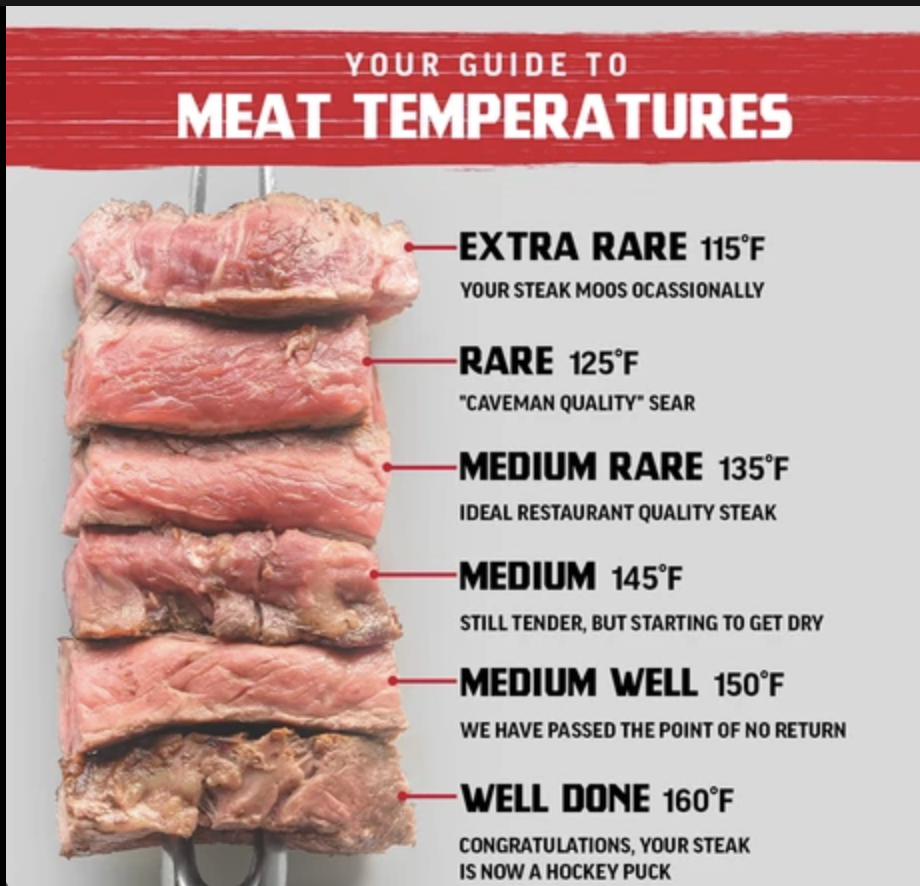 YOUR GUIDE TO
MEAT TEMPERATURES
EXTRA RARE 115°F
YOUR STEAK MOOS OCASSIONALLY
RARE 125°F
"CAVEMAN QUALITY" SEAR
MEDIUM RARE 135°F
IDEAL RESTAURANT QUALITY STEAK
MEDIUM 145°F
STILL TENDER, BUT STARTING TO GET DRY
MEDIUM WELL 150°F
WE HAVE PASSED THE POINT OF NO RETURN
WELL DONE 160°F
CONGRATULATIONS, YOUR STEAK
IS NOW A HOCKEY PUCK